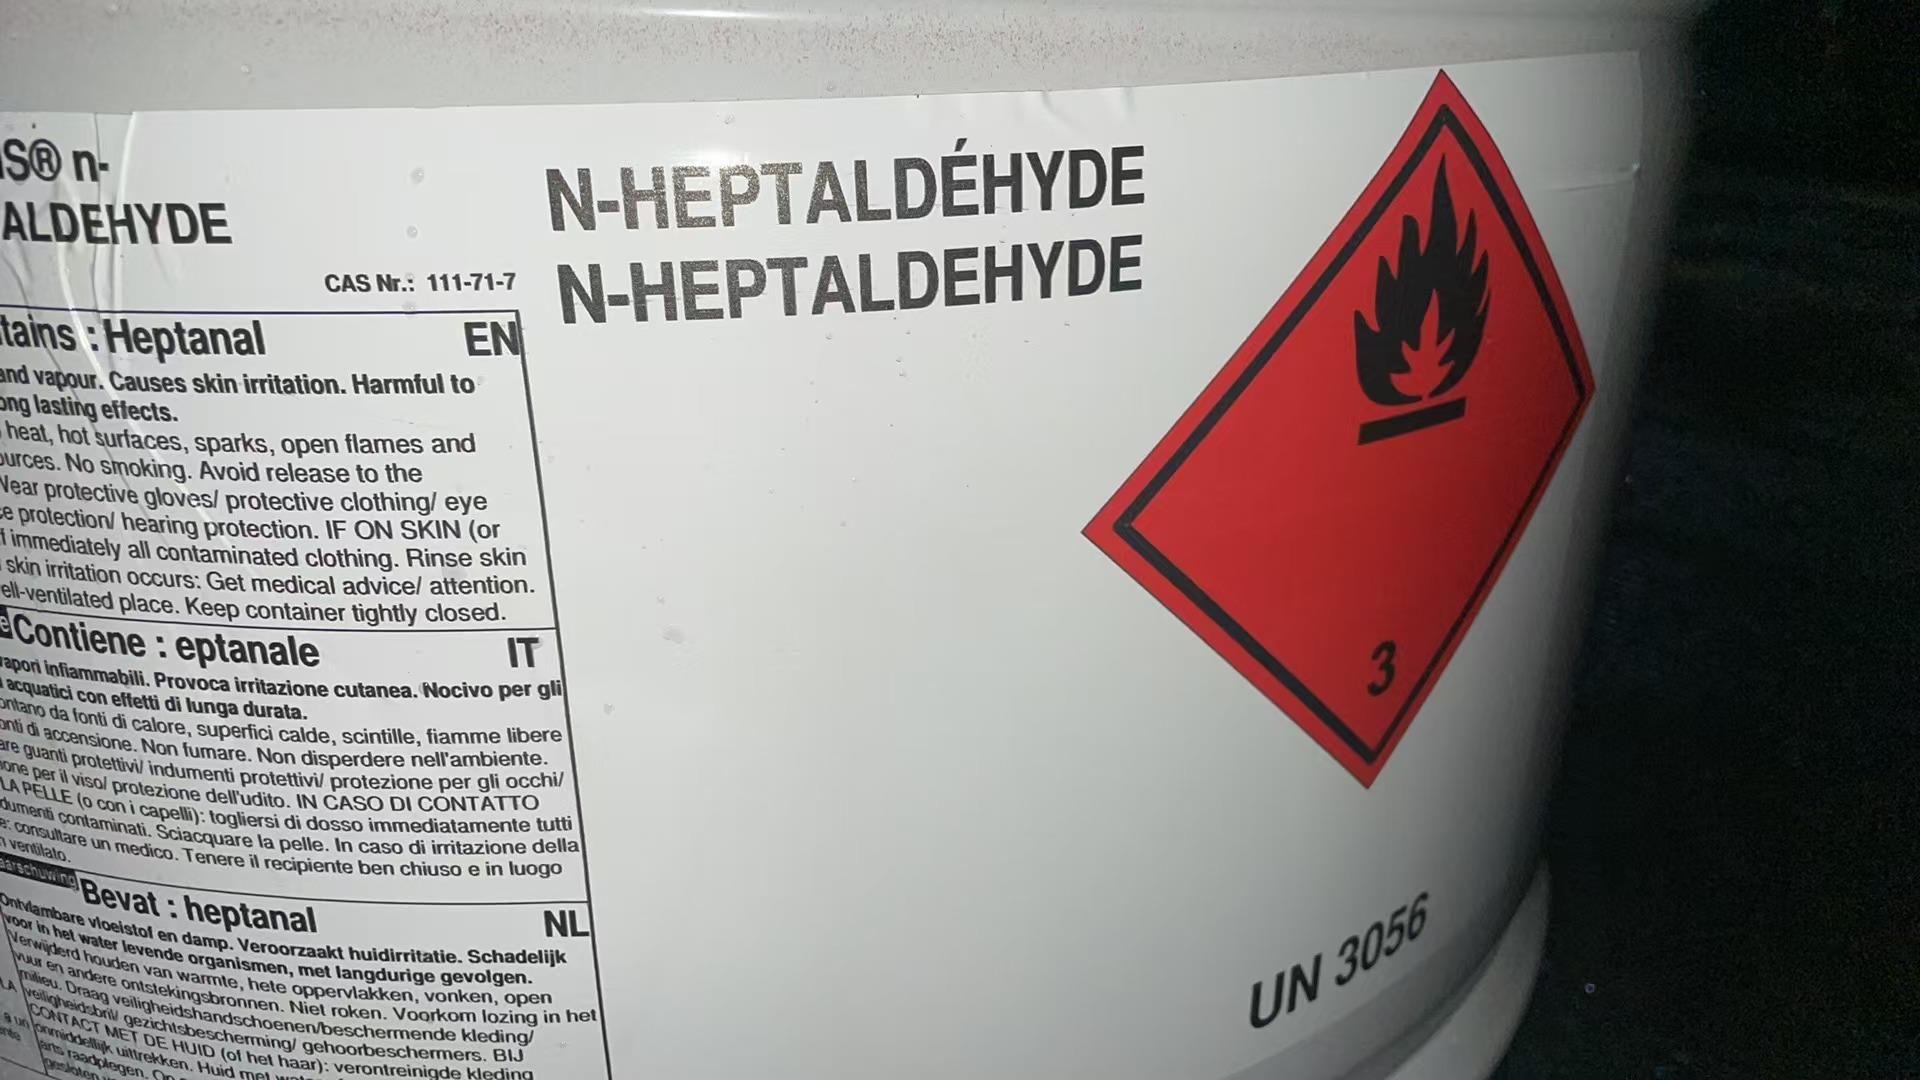 S® n-
ALDEHYDE
CAS Nr.: 111-71-7
N-HEPTALDÉHYDE
N-HEPTALDEHYDE
tains : Heptanal EN
and vapour. Causes skin irritation. Harmful to
ong lasting effects.
heat, hot surfaces, sparks, open flames and
ources. No smoking. Avoid release to the
Wear protective gloves/ protective clothing/ eye
ce protection/ hearing protection. IF ON SKIN (or
f immediately all contaminated clothing. Rinse skin
skin irritation occurs: Get medical advice/ attention.
ell-ventilated place. Keep container tightly closed.
Contiene : eptanale IT
vapori infiammabili. Provoca irritazione cutanea. Nocivo per gli
acquatici con effetti di lunga durata.
ontano da fonti di calore, superfici calde, scintille, fiamme libere
onti di accensione. Non fumare. Non disperdere nell'ambiente.
are guanti protettivi/ indumenti protettivi/ protezione per gli occhi/
ione per il viso/ protezione dell'udito. IN CASO DI CONTATTO
LA PELLE (o con i capelli): togliersi di dosso immediatamente tutti
dumenti contaminati. Sciacquare la pelle. In caso di irritazione della
e: consultare un medico. Tenere il recipiente ben chiuso e in luogo
ventilato.
aarschuwing Bevat : heptanal NL
Ontvlambare vloeistof en damp. Veroorzaakt huidirritatie. Schadelijk
voor in het water levende organismen, met langdurige gevolgen.
Verwijderd houden van warmte, hete oppervlakken, vonken, open
vuur en andere ontstekingsbronnen. Niet roken. Voorkom lozing in het
milieu. Draag veiligheidshandschoenen/beschermende kleding/
veiligheidsbril/ gezichtsbescherming/ gehoorbeschermers. BIJ
CONTACT MET DE HUID (of het haar): verontreinigde kleding
onmiddellijk uittrekken. Huid met
arts raadplegen. Op
gesloten
3
UN 3056